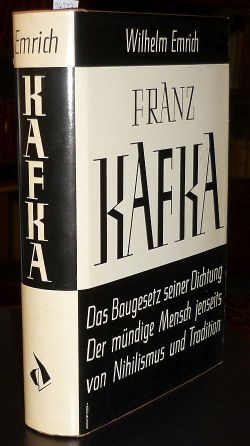 Emrich
KAFKA
Wilhelm Emrich
FRANZ
KAFKA
Das Baugesetz seiner Dichtung
Der mündige Mensch jenseits
von Nihilismus und Tradition